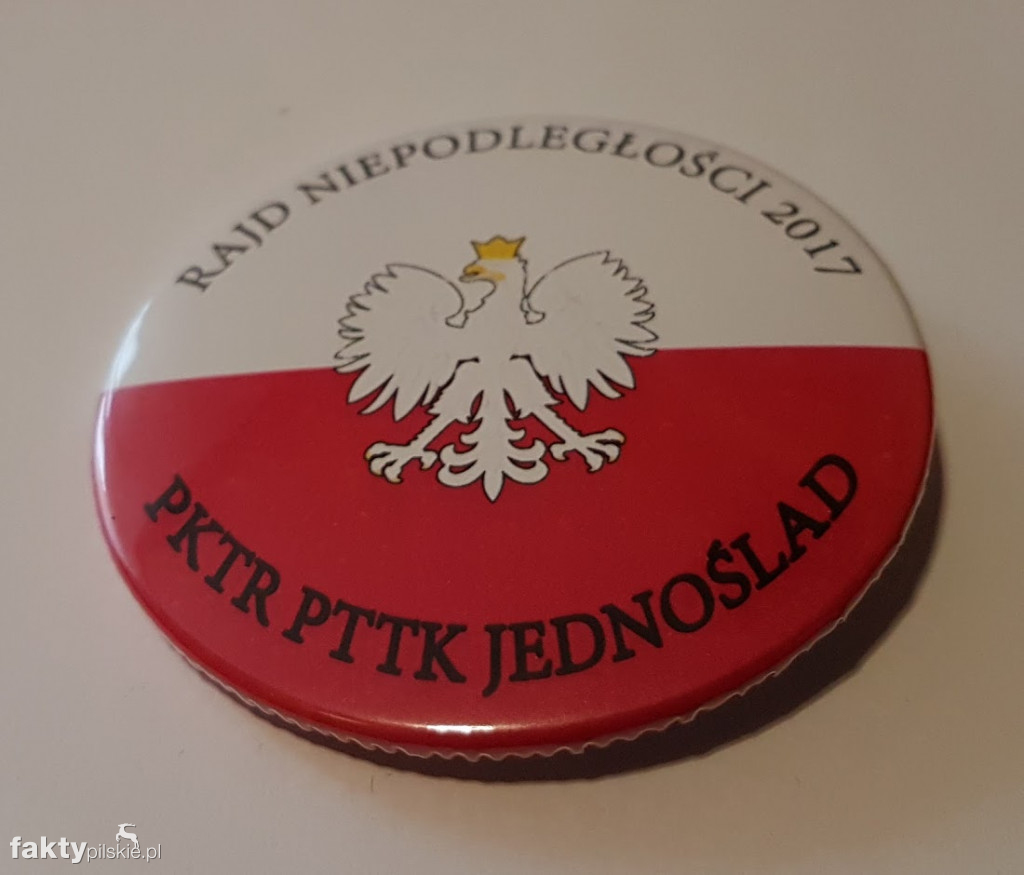 RAJD NIEPODLEGŁOŚCI 2017
PKTR PTTK JEDNOŚLAD
faktypilskie.pl